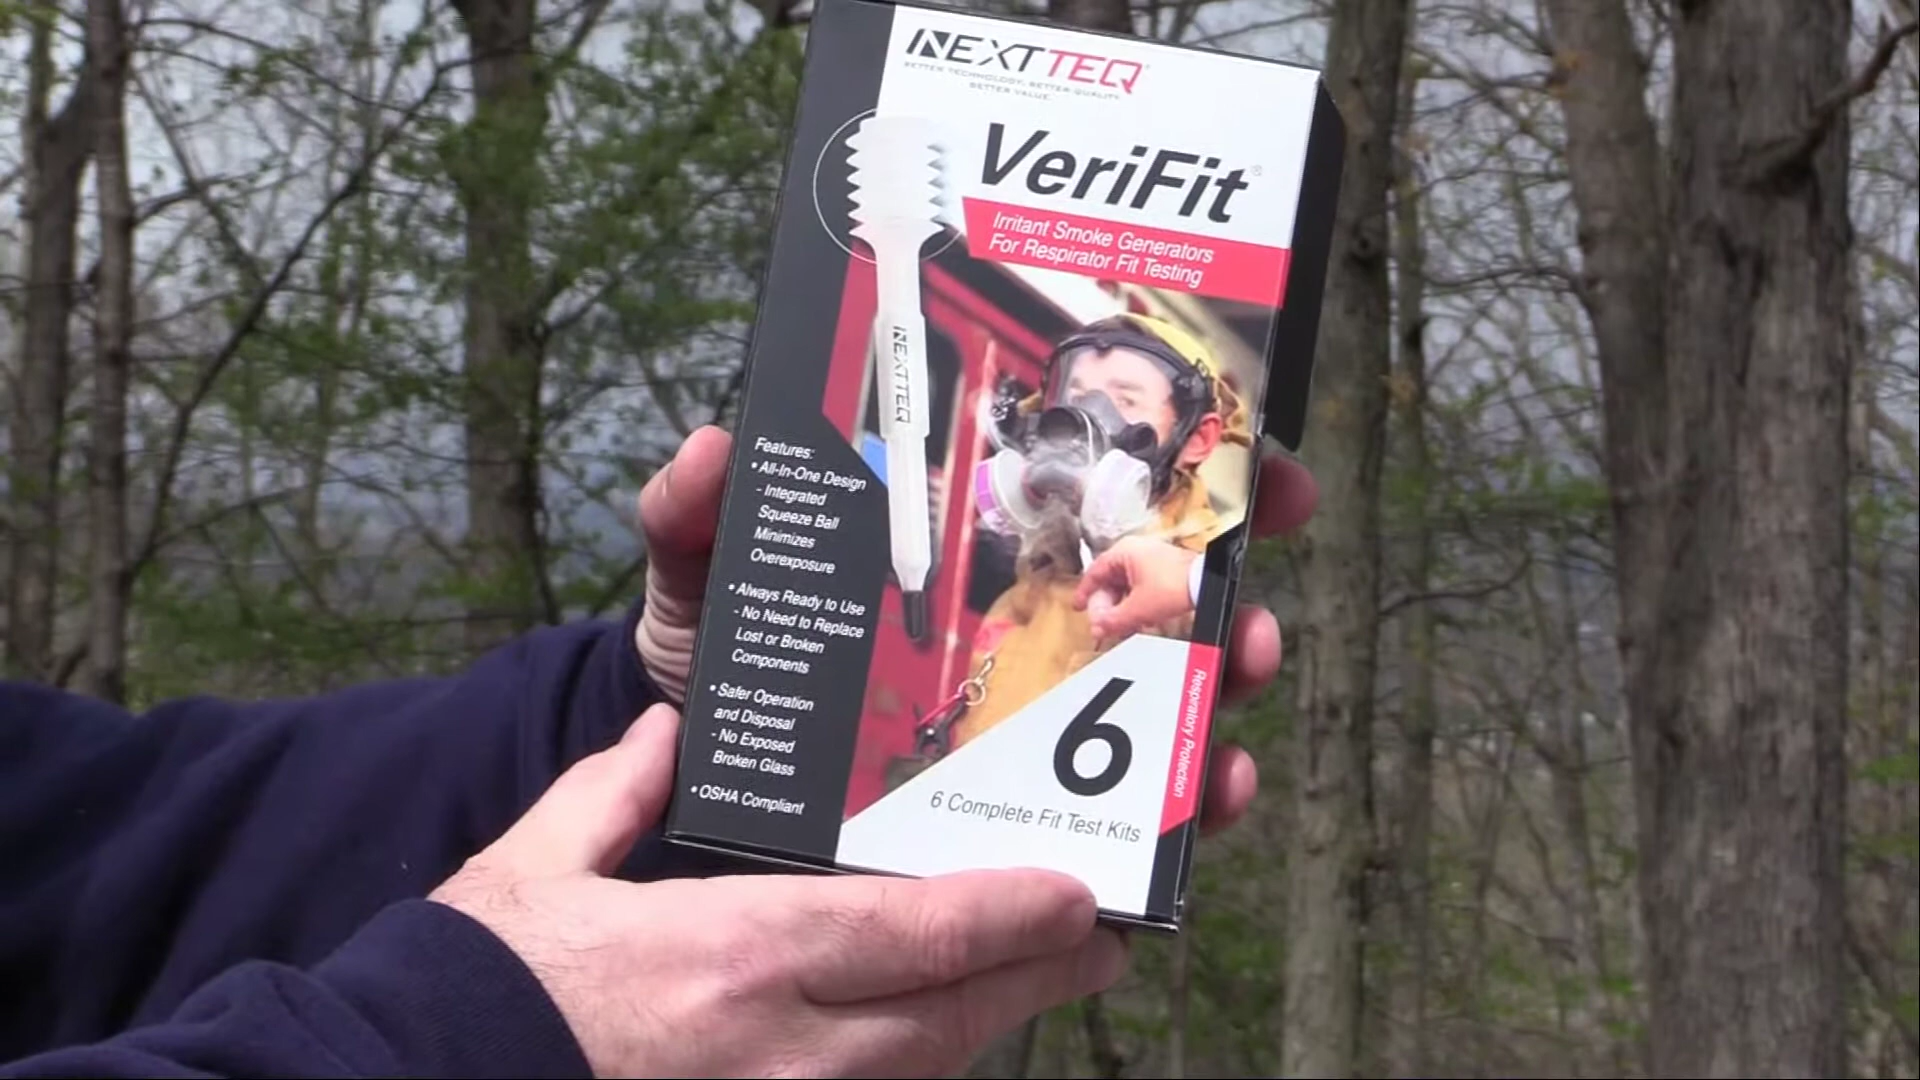 NEXTTEQ®
BETTER TECHNOLOGY, BETTER QUALITY,
BETTER VALUE.
VeriFit®
Irritant Smoke Generators
For Respirator Fit Testing
NEXTTEQ
Features:
• All-In-One Design
- Integrated
Squeeze Ball
Minimizes
Overexposure
• Always Ready to Use
- No Need to Replace
Lost or Broken
Components
• Safer Operation
and Disposal
- No Exposed
Broken Glass
• OSHA Compliant
6
6 Complete Fit Test Kits
Respiratory Protection